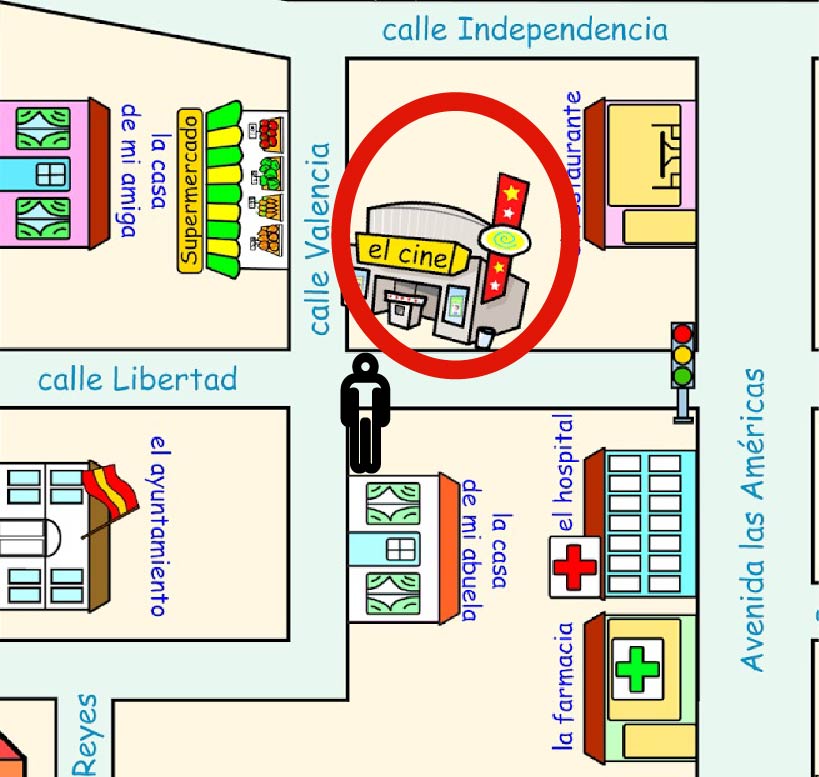 calle Independencia
la casa
de mi amiga
Supermercado
calle Valencia
el cine
el restaurante
calle Libertad
el ayuntamiento
la casa
de mi abuela
el hospital
la farmacia
Avenida las Américas
Reyes